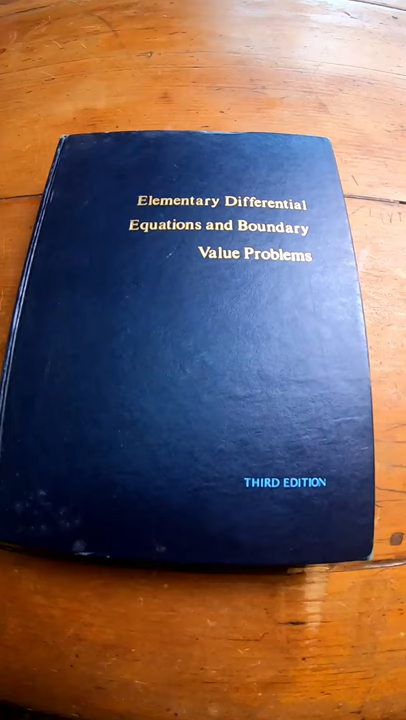 Elementary Differential
Equations and Boundary
Value Problems
THIRD EDITION